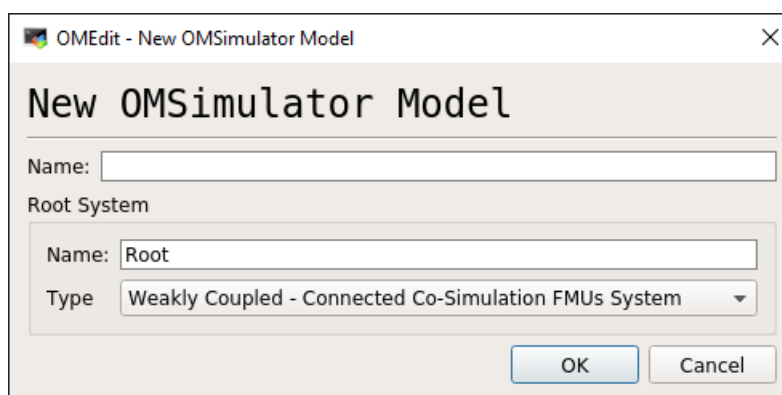 OMEdit - New OMSimulator Model
New OMSimulator Model
Name:
Root System
Name: Root
Type Weakly Coupled - Connected Co-Simulation FMUs System
OK Cancel